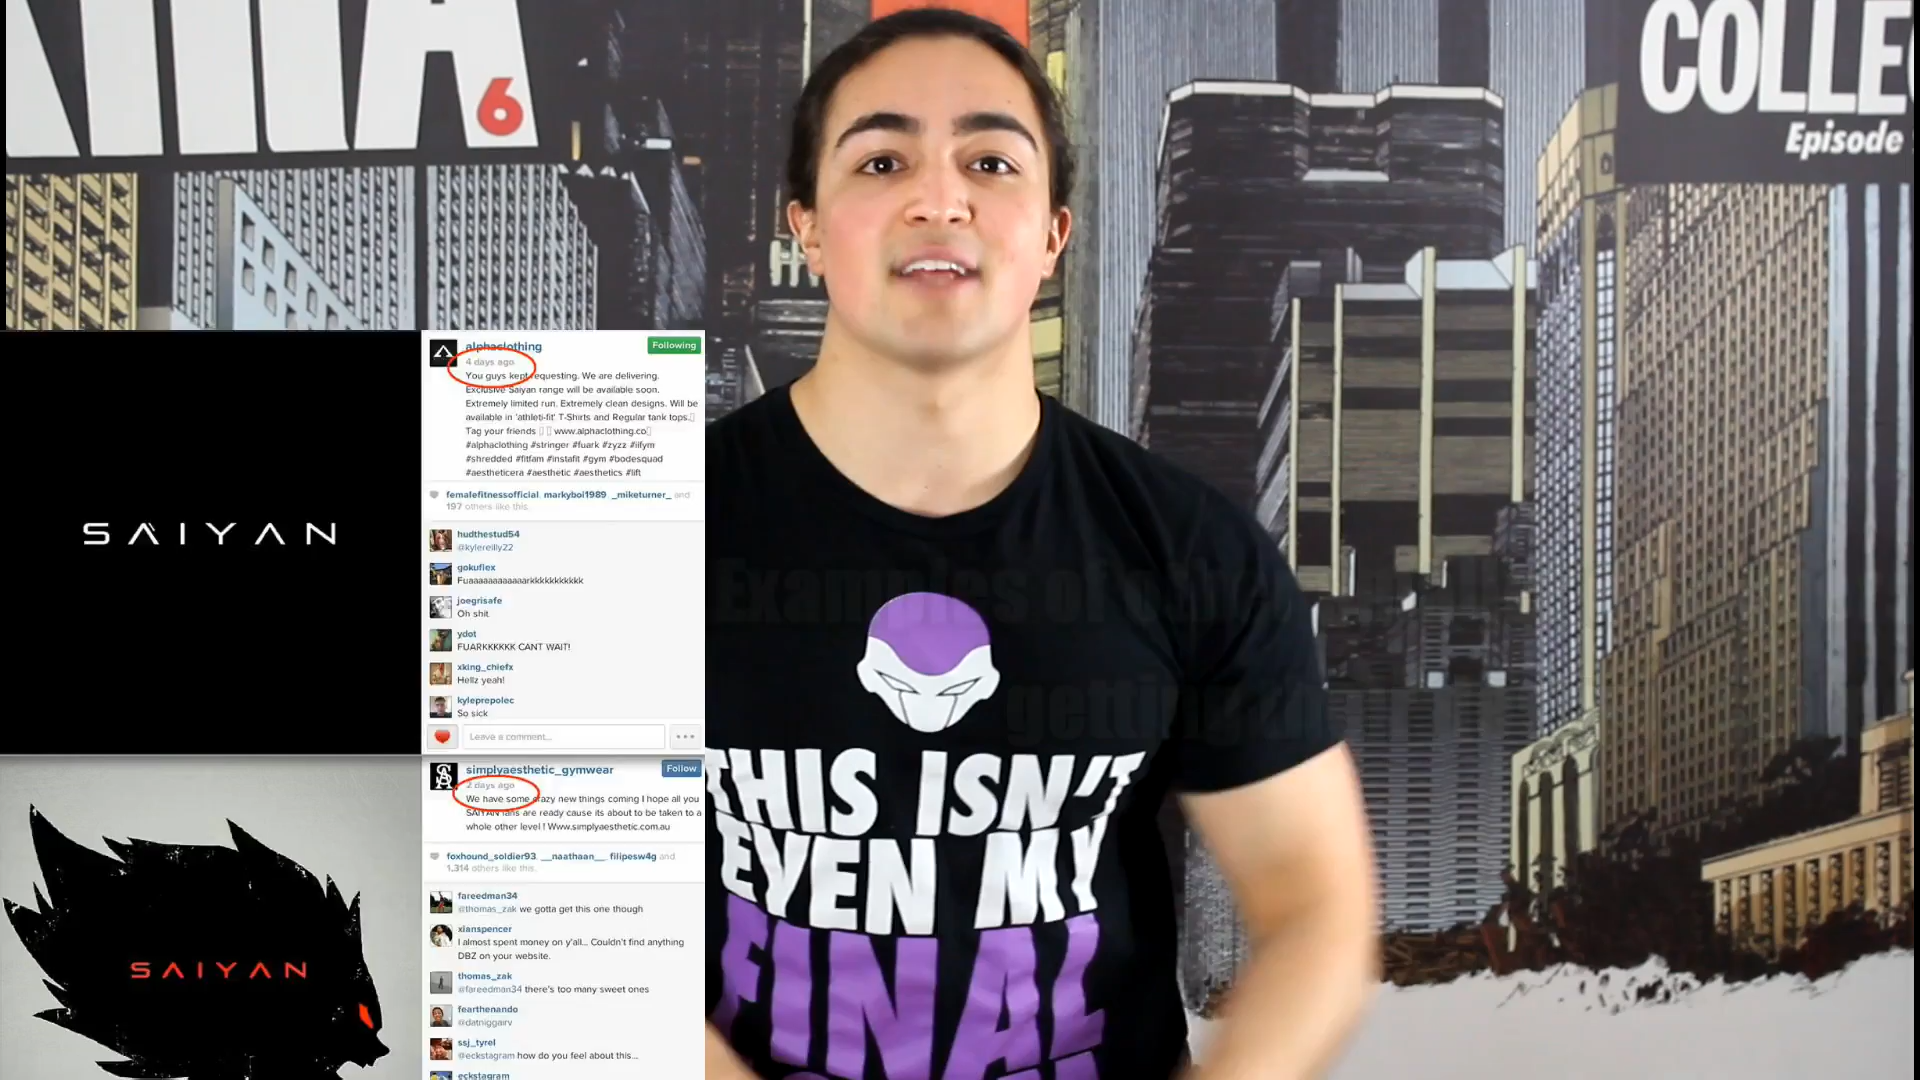 6
COLLE
Episode
SAIYAN
alphaclothing
Following
4 days ago
You guys kept requesting. We are delivering.
Exclusive Saiyan range will be available soon.
Extremely limited run. Extremely clean designs. Will be
available in 'athleti-fit' T-Shirts and Regular tank tops.
Tag your friends www.alphaclothing.co
#alphaclothing #stringer #fuark #zyzz #iifym
#shredded #fitfam #instafit #gym #bodesquad
#aestheticera #aesthetic #aesthetics #lift
femalefitnessofficial, markyboi1989, _miketurner_ and
197 others like this.
hudthestud54
@kylereilly22
gokuflex
Fuaaaaaaaaaaaarkkkkkkkkkkk
joegrisafe
Oh shit
ydot
FUARKKKKKK CANT WAIT!
xking_chiefx
Hellz yeah!
kyleprepolec
So sick
Leave a comment...
SAIYAN
simplyaesthetic_gymwear
Follow
2 days ago
We have some crazy new things coming I hope all you
SAIYAN fans are ready cause its about to be taken to a
whole other level ! Www.simplyaesthetic.com.au
foxhound_soldier93, __naathaan__, filipesw4g and
1,314 others like this.
fareedman34
@thomas_zak we gotta get this one though
xianspencer
I almost spent money on y'all... Couldn't find anything
DBZ on your website.
thomas_zak
@fareedman34 there's too many sweet ones
fearthenando
@datniggairv
ssj_tyrel
@eckstagram how do you feel about this...
eckstagram
Examples of
getting their
THIS ISN'T
EVEN MY
FINAL